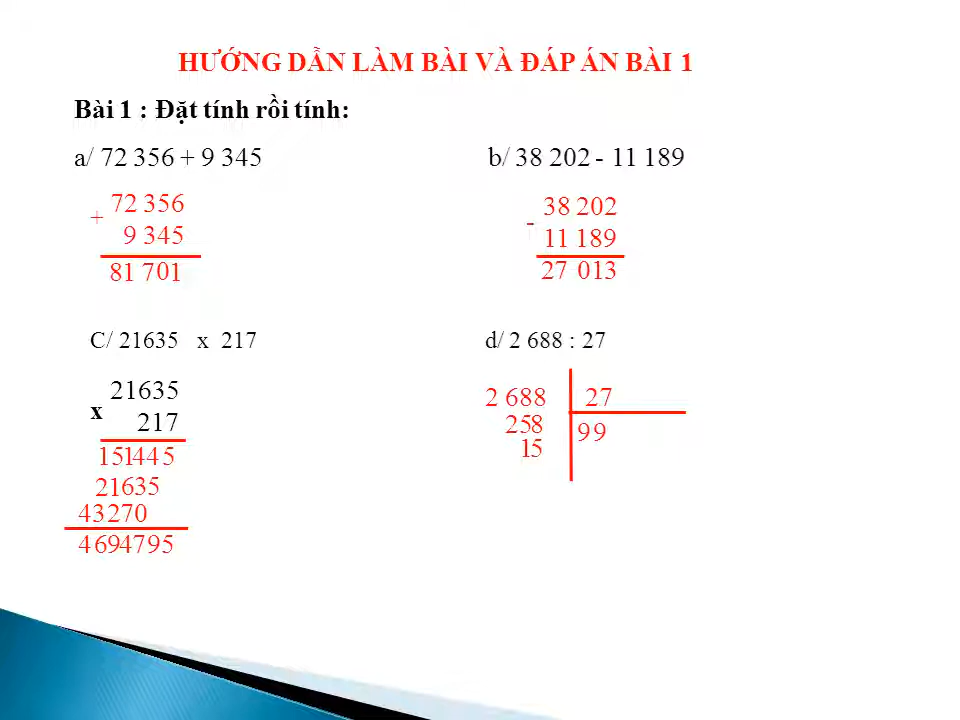 HƯỚNG DẪN LÀM BÀI VÀ ĐÁP ÁN BÀI 1
Bài 1 : Đặt tính rồi tính:
a/ 72 356 + 9 345
b/ 38 202 - 11 189
+
72 356
9 345
81 701
-
38 202
11 189
27 013
C/ 21635 x 217
d/ 2 688 : 27
x
21635
217
151445
21635
43270
4694795
2 688 27
258 99
15